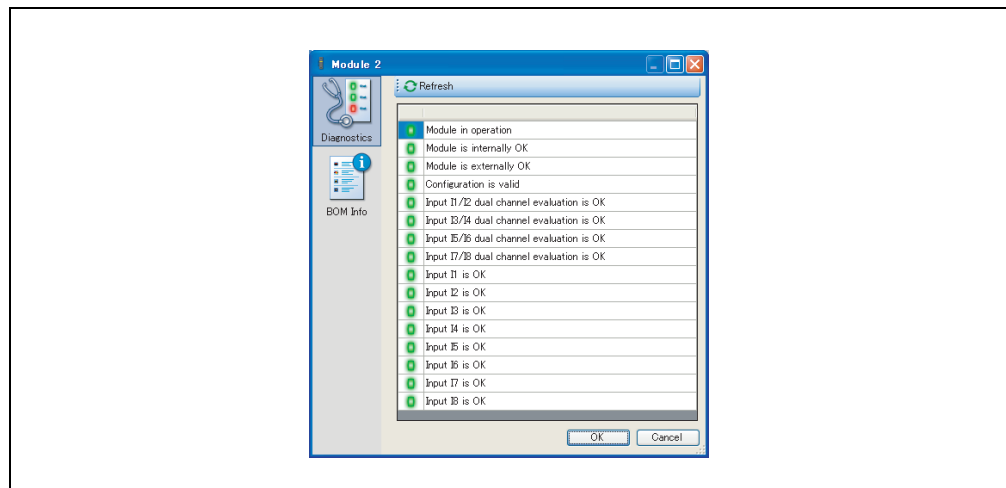 Module 2
Refresh
Diagnostics
BOM Info
Module in operation
Module is internally OK
Module is externally OK
Configuration is valid
Input I1/I2 dual channel evaluation is OK
Input I3/I4 dual channel evaluation is OK
Input I5/I6 dual channel evaluation is OK
Input I7/I8 dual channel evaluation is OK
Input I1 is OK
Input I2 is OK
Input I3 is OK
Input I4 is OK
Input I5 is OK
Input I6 is OK
Input I7 is OK
Input I8 is OK
OK Cancel